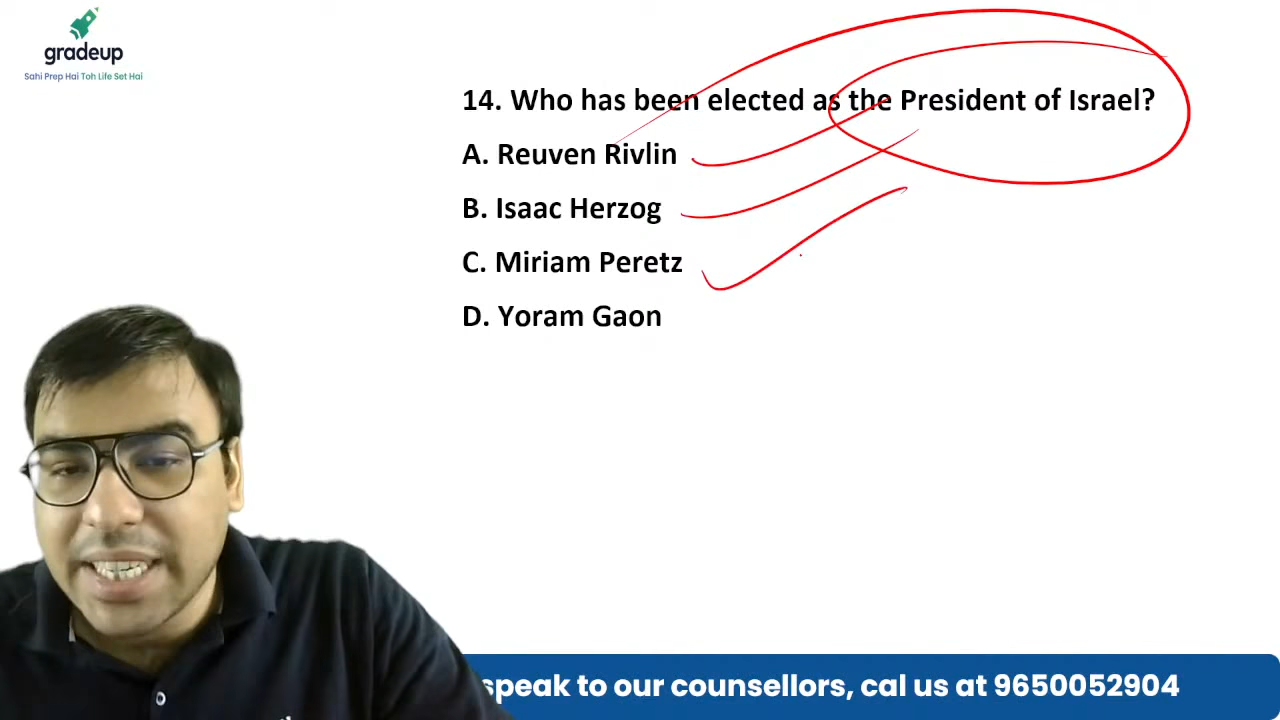 gradeup
Sahi Prep Hai Toh Life Set Hai
14. Who has been elected as the President of Israel?
A. Reuven Rivlin
B. Isaac Herzog
C. Miriam Peretz
D. Yoram Gaon
speak to our counsellors, cal us at 9650052904